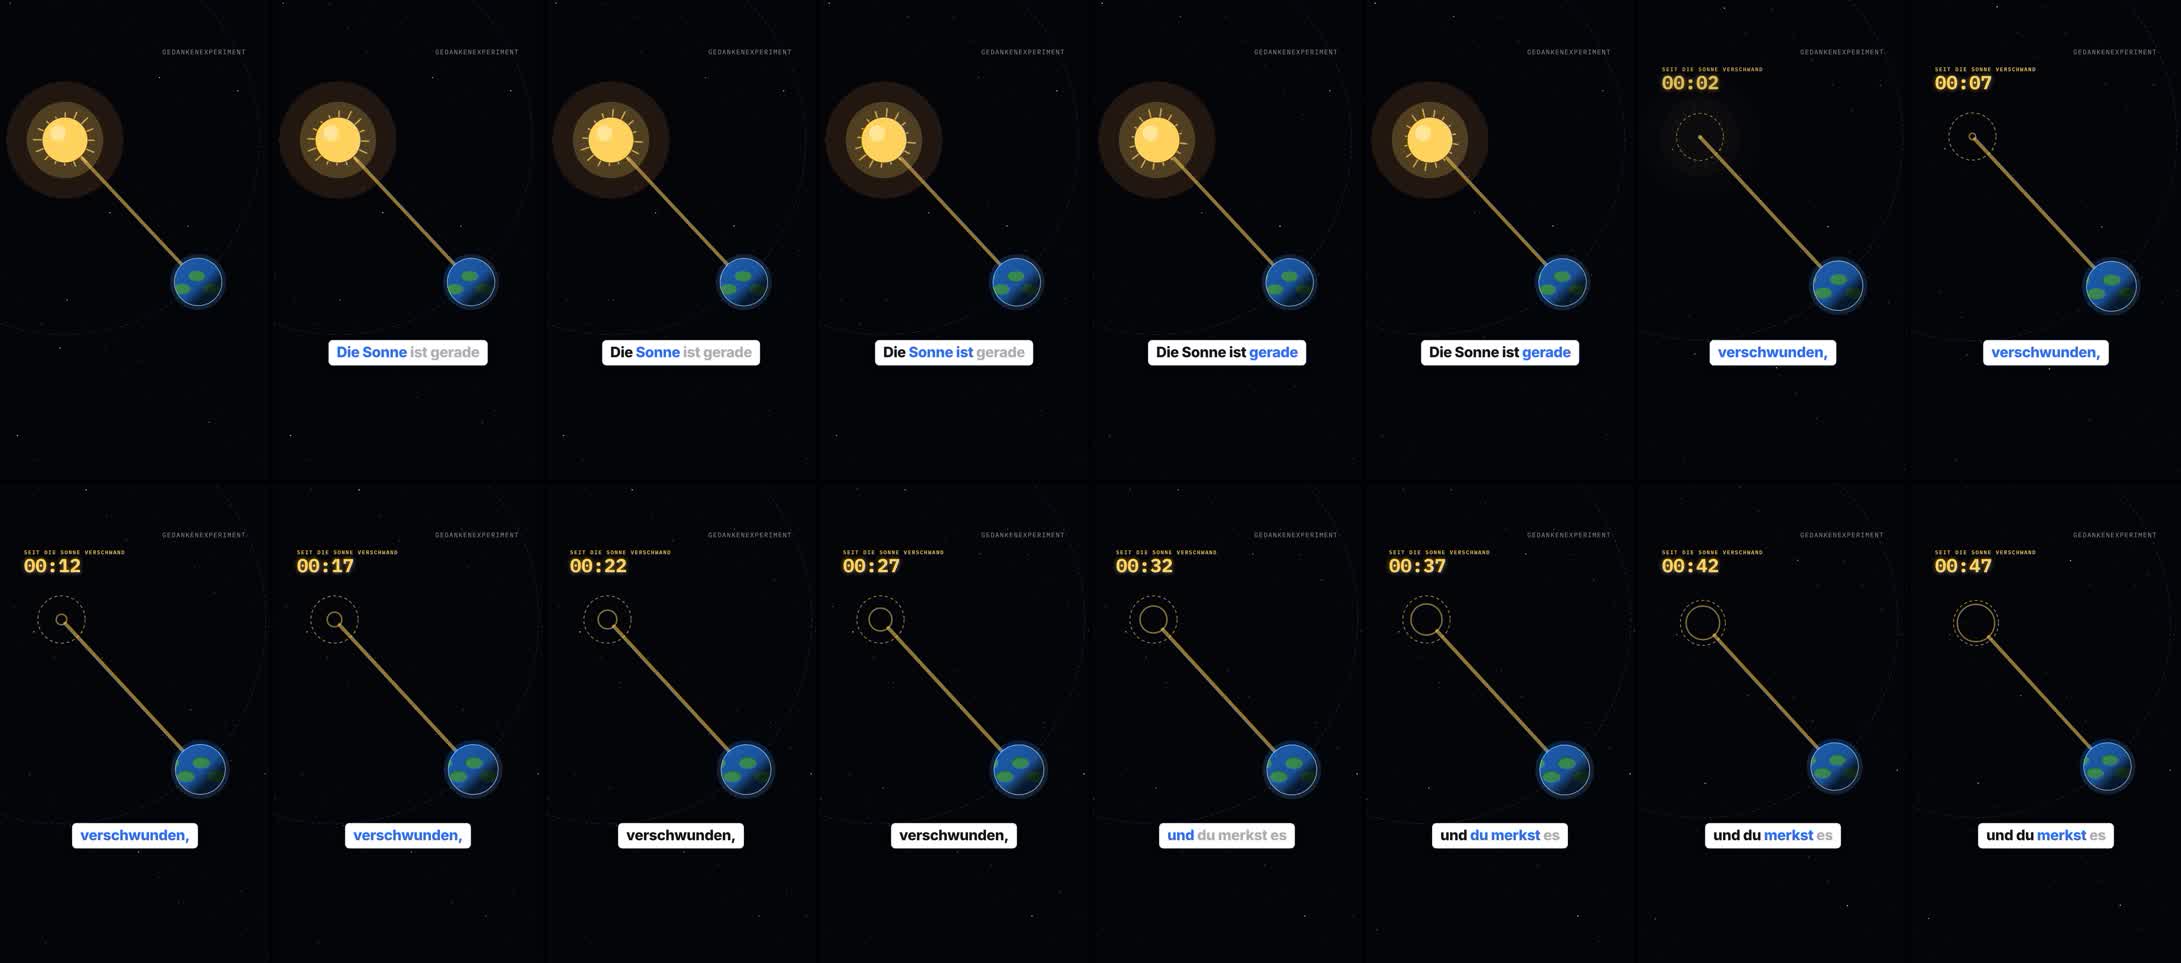 GEDANKENEXPERIMENT
GEDANKENEXPERIMENT
Die Sonne ist gerade
GEDANKENEXPERIMENT
Die Sonne ist gerade
GEDANKENEXPERIMENT
Die Sonne ist gerade
GEDANKENEXPERIMENT
Die Sonne ist gerade
GEDANKENEXPERIMENT
Die Sonne ist gerade
GEDANKENEXPERIMENT
SEIT DIE SONNE VERSCHWAND
00:02
verschwunden,
GEDANKENEXPERIMENT
SEIT DIE SONNE VERSCHWAND
00:07
verschwunden,
GEDANKENEXPERIMENT
SEIT DIE SONNE VERSCHWAND
00:12
verschwunden,
GEDANKENEXPERIMENT
SEIT DIE SONNE VERSCHWAND
00:17
verschwunden,
GEDANKENEXPERIMENT
SEIT DIE SONNE VERSCHWAND
00:22
verschwunden,
GEDANKENEXPERIMENT
SEIT DIE SONNE VERSCHWAND
00:27
verschwunden,
GEDANKENEXPERIMENT
SEIT DIE SONNE VERSCHWAND
00:32
und du merkst es
GEDANKENEXPERIMENT
SEIT DIE SONNE VERSCHWAND
00:37
und du merkst es
GEDANKENEXPERIMENT
SEIT DIE SONNE VERSCHWAND
00:42
und du merkst es
GEDANKENEXPERIMENT
SEIT DIE SONNE VERSCHWAND
00:47
und du merkst es